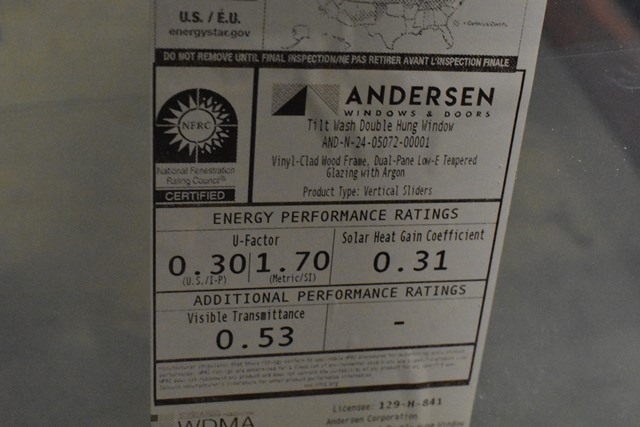 U.S. / É.U.
energystar.gov
DO NOT REMOVE UNTIL FINAL INSPECTION/NE PAS RETIRER AVANT L'INSPECTION FINALE
NFRC
National Fenestration
Rating Council®
CERTIFIED
ANDERSEN
WINDOWS & DOORS
Tilt Wash Double Hung Window
AND-N-24-05072-00001
Vinyl-Clad Wood Frame, Dual-Pane Low-E Tempered
Glazing with Argon
Product Type: Vertical Sliders
ENERGY PERFORMANCE RATINGS
U-Factor
0.30 1.70
(U.S./I-P) (Metric/SI)
Solar Heat Gain Coefficient
0.31
ADDITIONAL PERFORMANCE RATINGS
Visible Transmittance
0.53
-
WDMA
Licensee: 129-H-841
Andersen Corporation